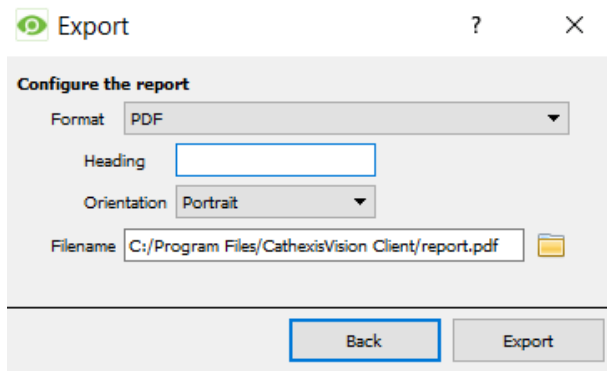 Export
?
Configure the report
Format PDF
Heading
Orientation Portrait
Filename C:/Program Files/CathexisVision Client/report.pdf
Back Export